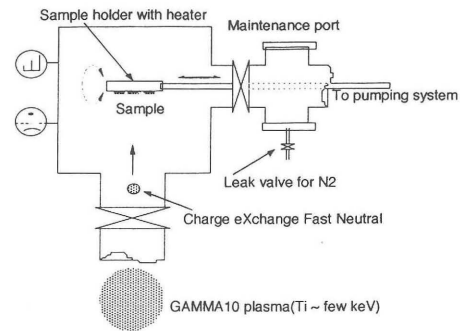 Sample holder with heater
Maintenance port
Sample
To pumping system
Leak valve for N2
Charge eXchange Fast Neutral
GAMMA10 plasma(Ti ~ few keV)